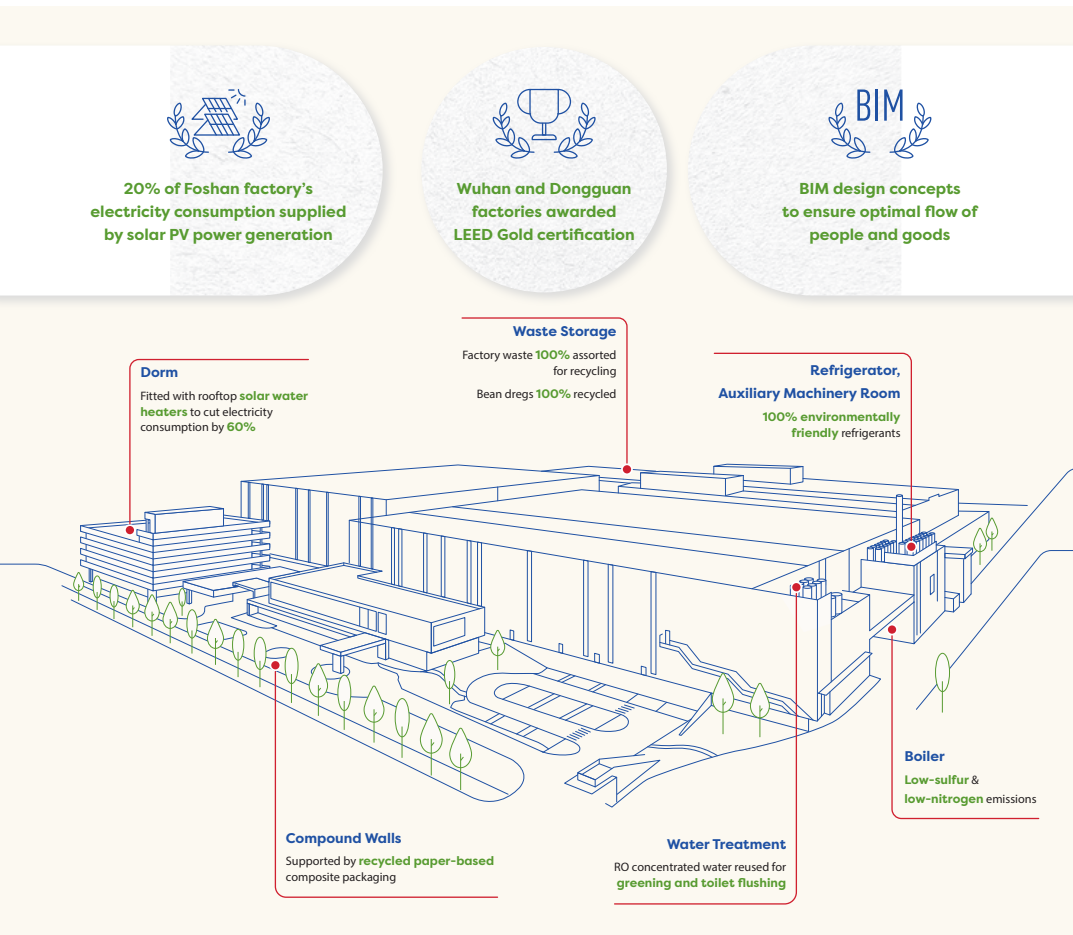 20% of Foshan factory's
electricity consumption supplied
by solar PV power generation
Wuhan and Dongguan
factories awarded
LEED Gold certification
BIM
BIM design concepts
to ensure optimal flow of
people and goods
Dorm
Fitted with rooftop solar water
heaters to cut electricity
consumption by 60%
Waste Storage
Factory waste 100% assorted
for recycling
Bean dregs 100% recycled
Refrigerator,
Auxiliary Machinery Room
100% environmentally
friendly refrigerants
Compound Walls
Supported by recycled paper-based
composite packaging
Water Treatment
RO concentrated water reused for
greening and toilet flushing
Boiler
Low-sulfur &
low-nitrogen emissions